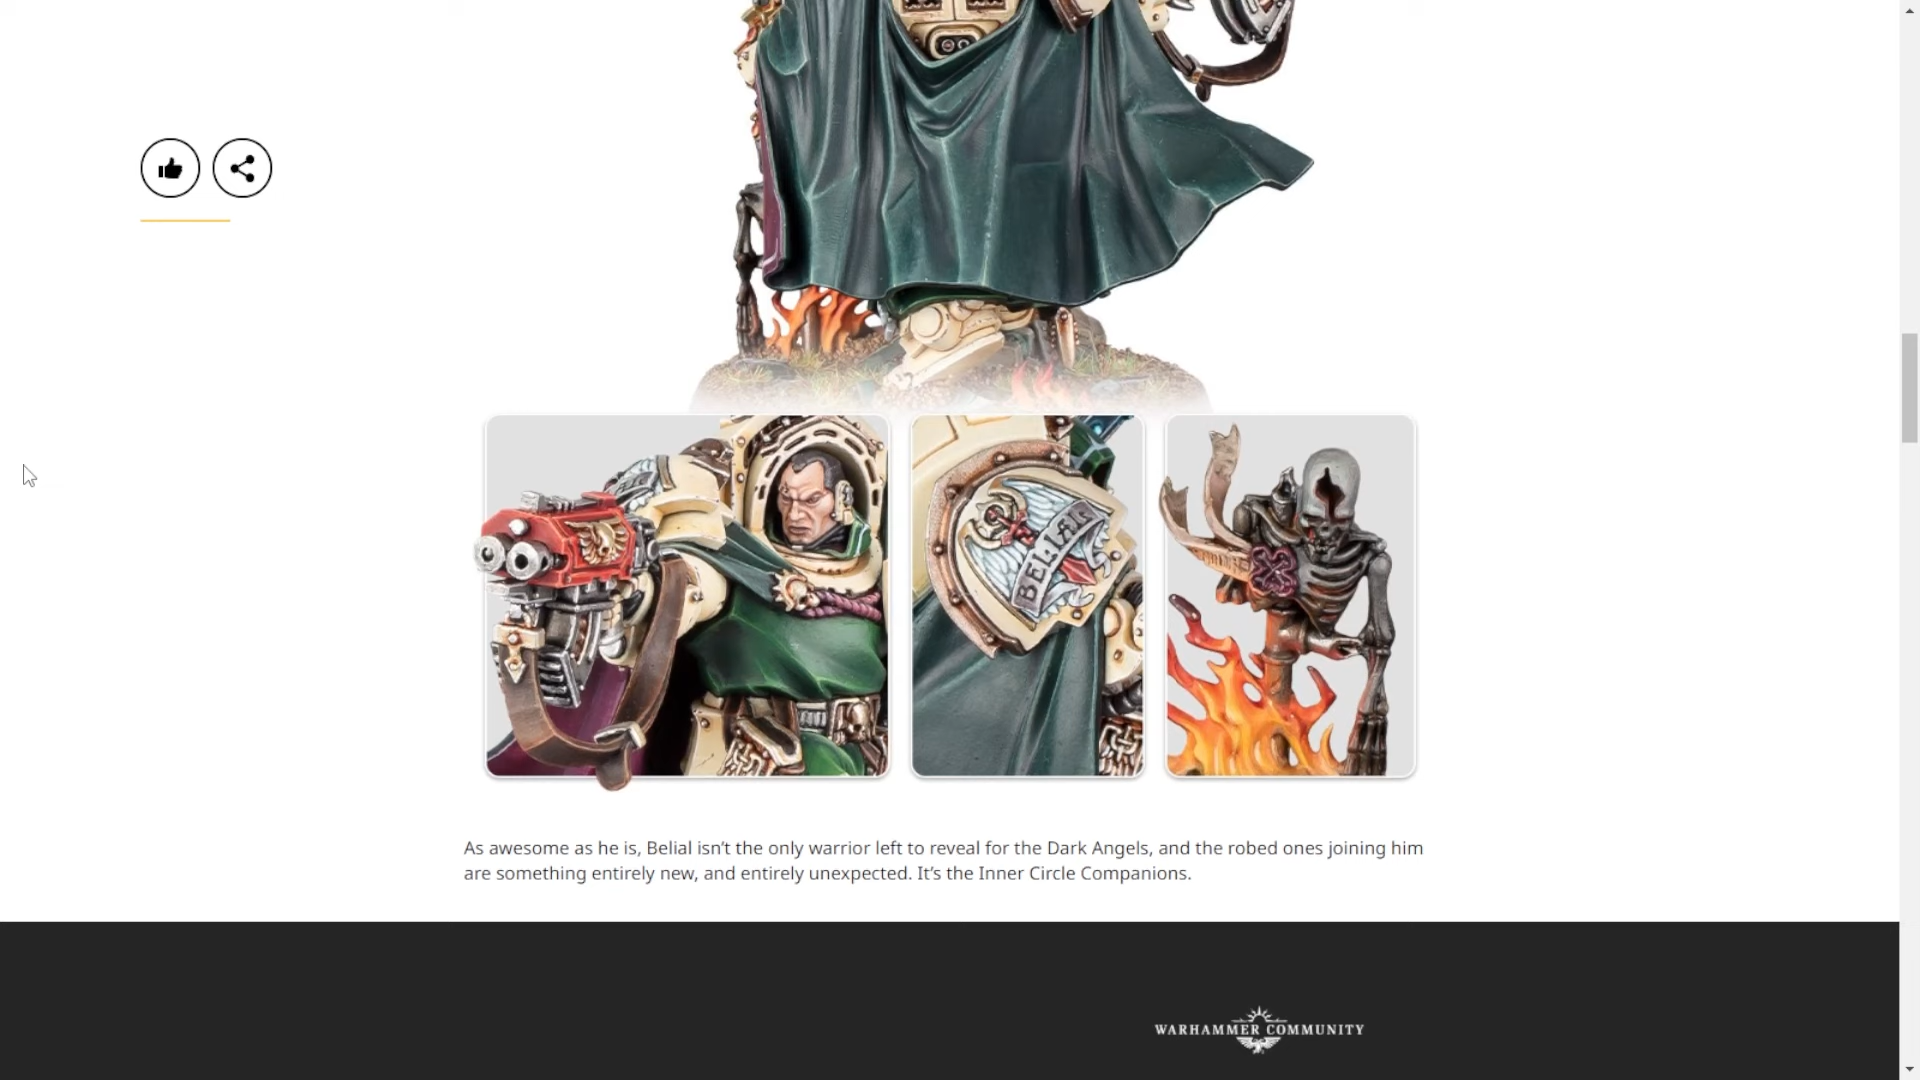 BELIAL
As awesome as he is, Belial isn't the only warrior left to reveal for the Dark Angels, and the robed ones joining him
are something entirely new, and entirely unexpected. It's the Inner Circle Companions.
WARHAMMER COMMUNITY